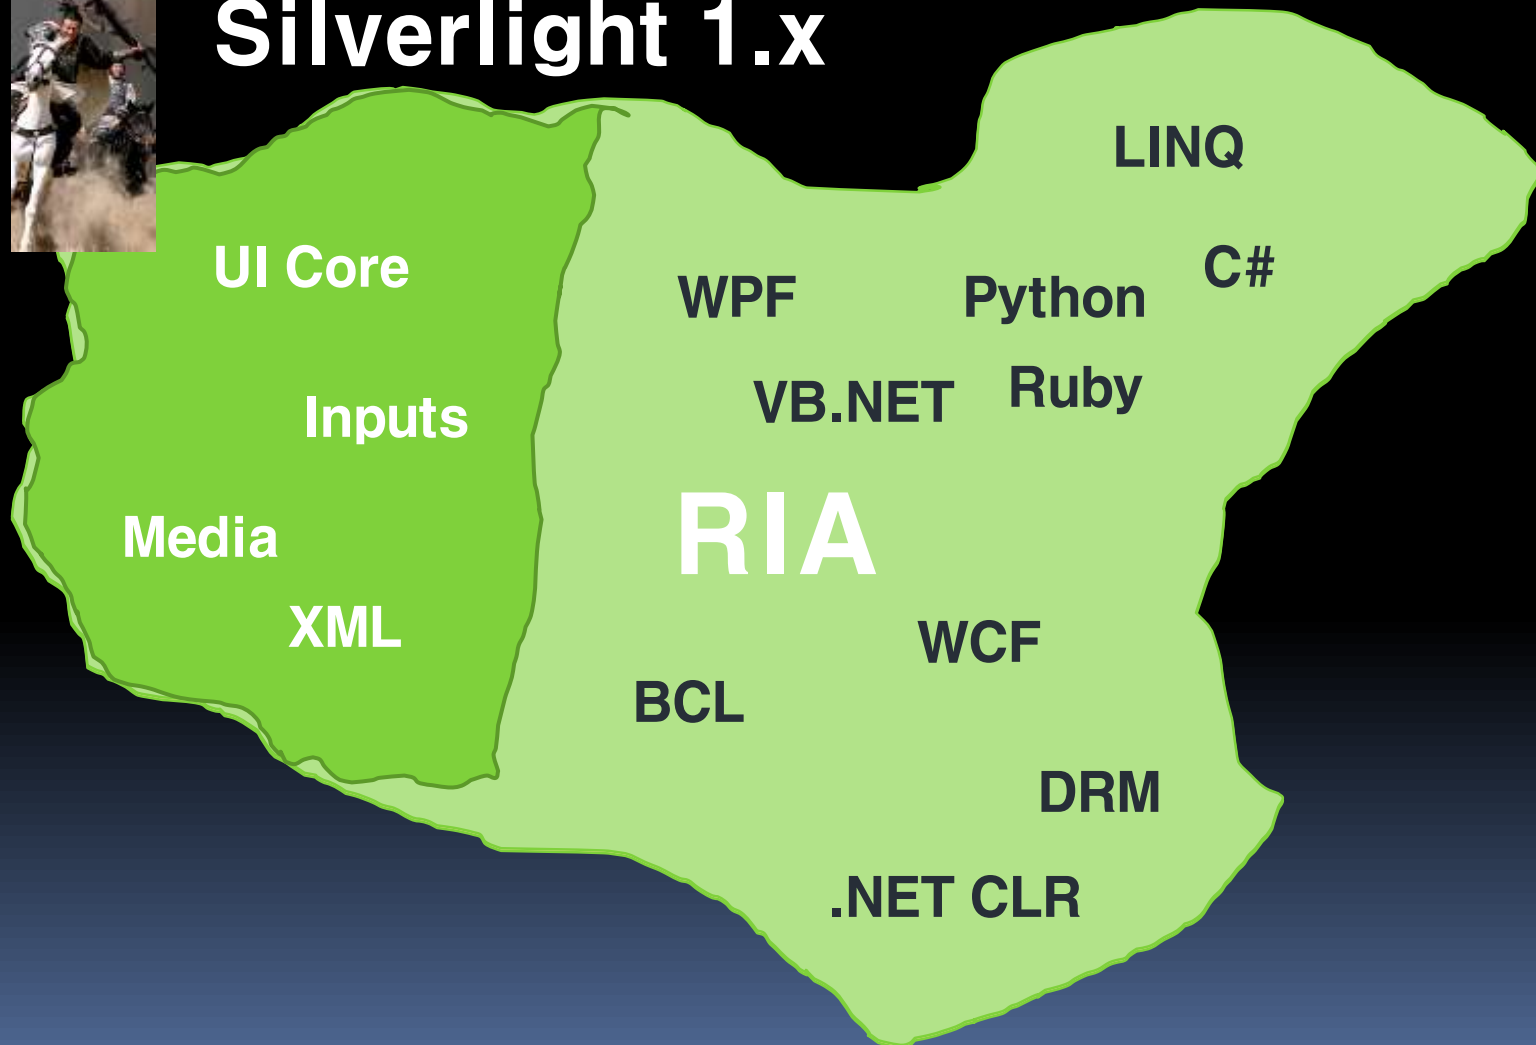 Silverlight 1.x
LINQ
UI Core
C#
WPF
Python
Ruby
VB.NET
Inputs
RIA
Media
XML
WCF
BCL
DRM
.NET CLR